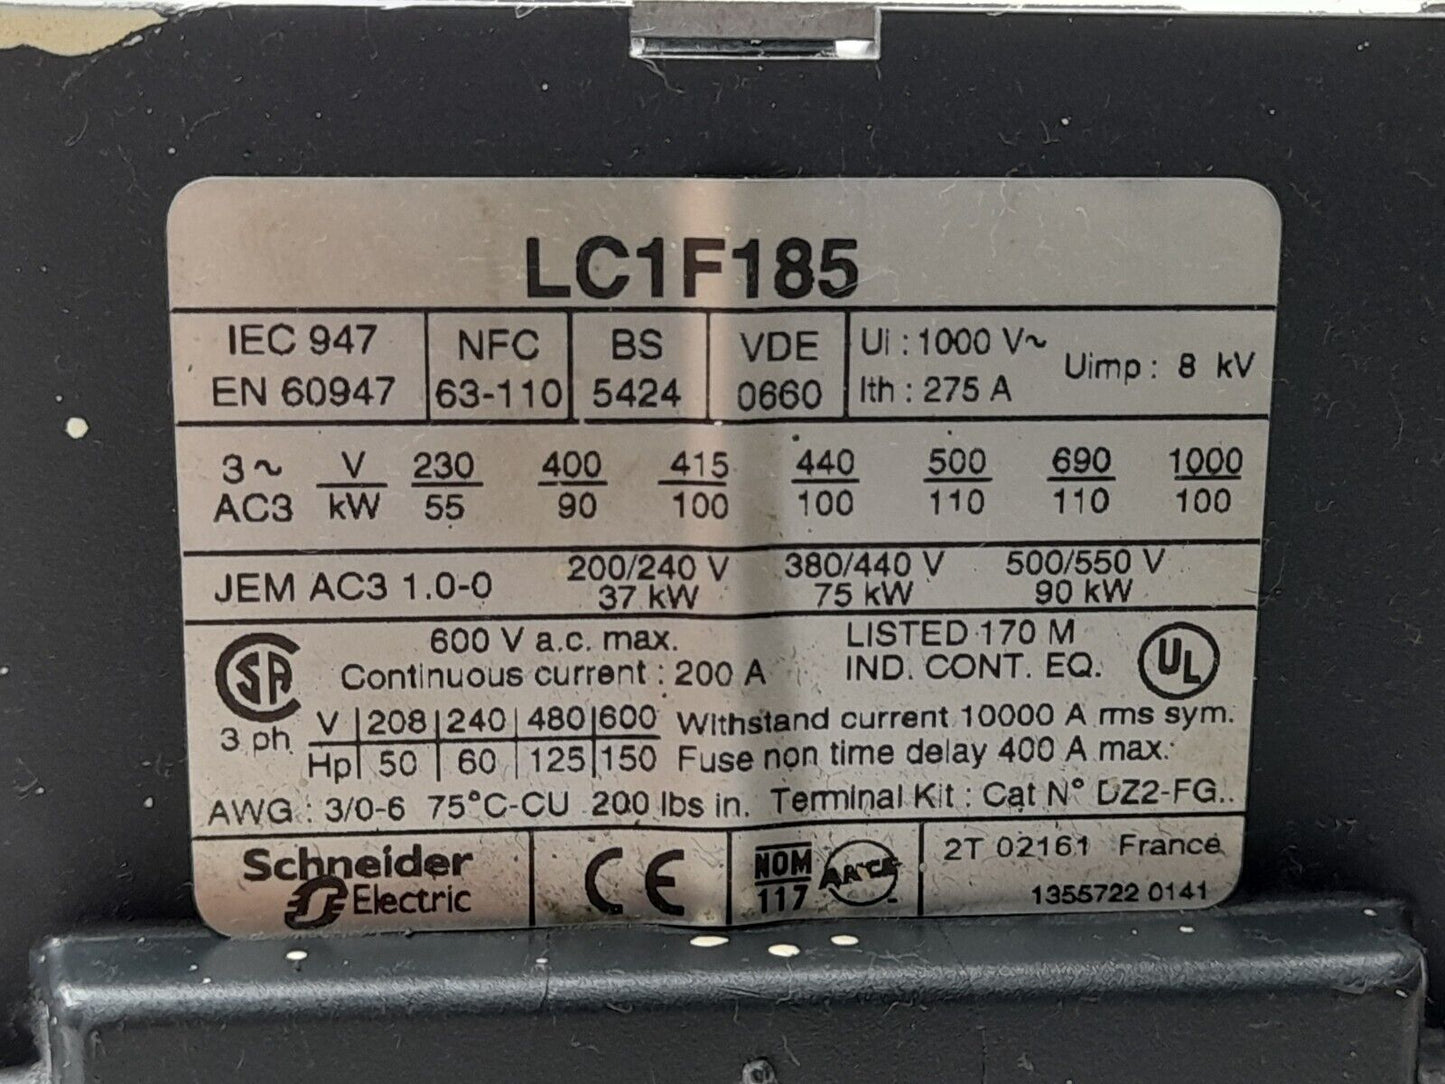 LC1F185
IEC 947 NFC BS VDE Ui : 1000 V~ Uimp : 8 kV
EN 60947 63-110 5424 0660 Ith : 275 A
3~ V 230 400 415 440 500 690 1000
AC3 kW 55 90 100 100 110 110 100
JEM AC3 1.0-0 200/240 V 380/440 V 500/550 V
37 kW 75 kW 90 kW
SA 600 V a.c. max. LISTED 170 M UL
Continuous current : 200 A IND. CONT. EQ.
3 ph. V 208 240 480 600 Withstand current 10000 A rms sym.
Hp 50 60 125 150 Fuse non time delay 400 A max.
AWG : 3/0-6 75°C-CU 200 lbs in. Terminal Kit : Cat N° DZ2-FG..
Schneider CE NOM ANCE 2T 02161 France
Electric 117 1355722 0141